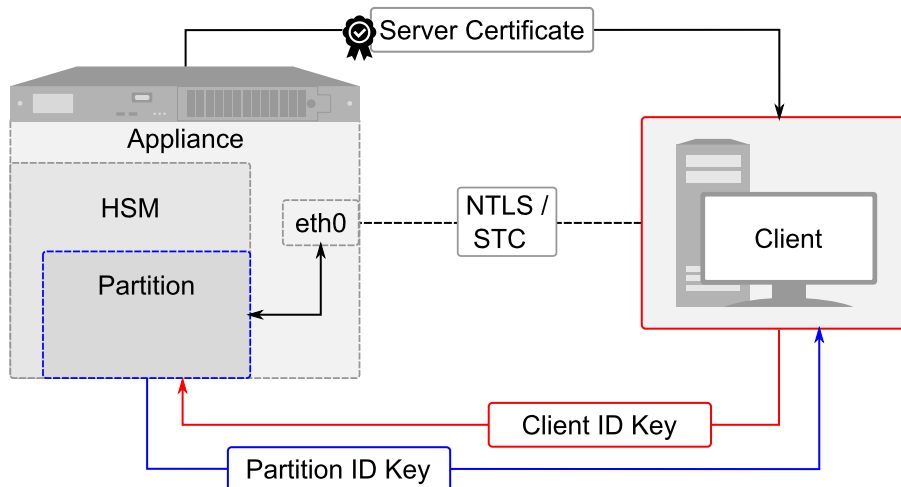 Server Certificate
Appliance
HSM
eth0
NTLS /
STC
Client
Partition
Client ID Key
Partition ID Key